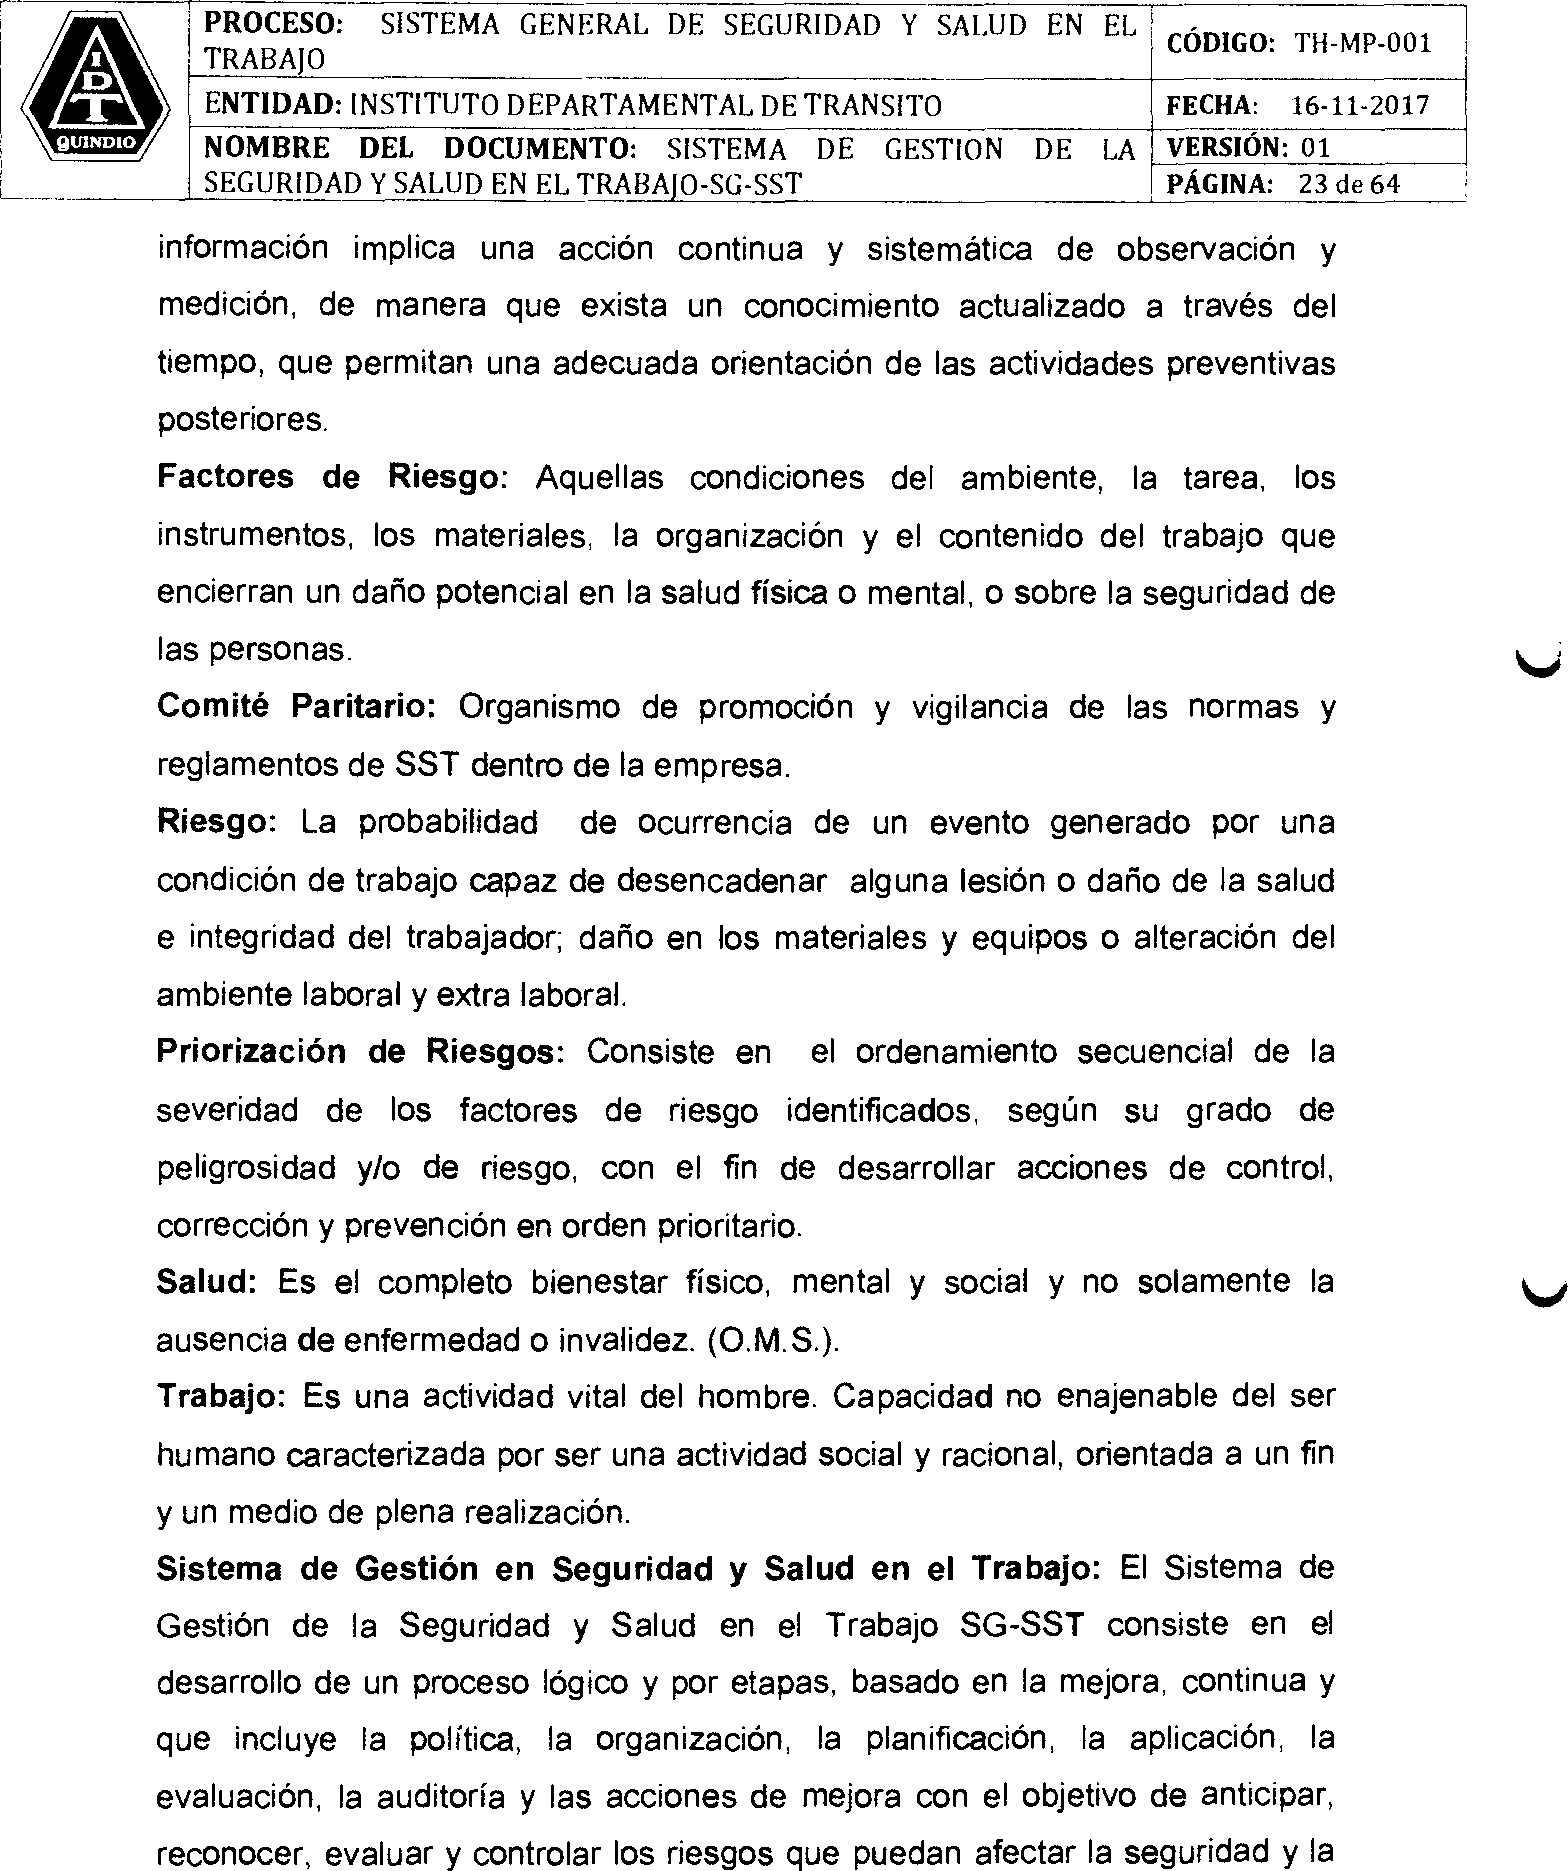 IDT
QUINDIO
PROCESO: SISTEMA GENERAL DE SEGURIDAD Y SALUD EN EL
TRABAJO
CÓDIGO: TH-MP-001
ENTIDAD: INSTITUTO DEPARTAMENTAL DE TRANSITO
FECHA: 16-11-2017
NOMBRE DEL DOCUMENTO: SISTEMA DE GESTION DE LA
SEGURIDAD Y SALUD EN EL TRABAJO-SG-SST
VERSIÓN: 01
PÁGINA: 23 de 64
información implica una acción continua y sistemática de observación y
medición, de manera que exista un conocimiento actualizado a través del
tiempo, que permitan una adecuada orientación de las actividades preventivas
posteriores.
Factores de Riesgo: Aquellas condiciones del ambiente, la tarea, los
instrumentos, los materiales, la organización y el contenido del trabajo que
encierran un daño potencial en la salud física o mental, o sobre la seguridad de
las personas.
Comité Paritario: Organismo de promoción y vigilancia de las normas y
reglamentos de SST dentro de la empresa.
Riesgo: La probabilidad de ocurrencia de un evento generado por una
condición de trabajo capaz de desencadenar alguna lesión o daño de la salud
e integridad del trabajador; daño en los materiales y equipos o alteración del
ambiente laboral y extra laboral.
Priorización de Riesgos: Consiste en el ordenamiento secuencial de la
severidad de los factores de riesgo identificados, según su grado de
peligrosidad y/o de riesgo, con el fin de desarrollar acciones de control,
corrección y prevención en orden prioritario.
Salud: Es el completo bienestar físico, mental y social y no solamente la
ausencia de enfermedad o invalidez. (O.M.S.).
Trabajo: Es una actividad vital del hombre. Capacidad no enajenable del ser
humano caracterizada por ser una actividad social y racional, orientada a un fin
y un medio de plena realización.
Sistema de Gestión en Seguridad y Salud en el Trabajo: El Sistema de
Gestión de la Seguridad y Salud en el Trabajo SG-SST consiste en el
desarrollo de un proceso lógico y por etapas, basado en la mejora, continua y
que incluye la política, la organización, la planificación, la aplicación, la
evaluación, la auditoría y las acciones de mejora con el objetivo de anticipar,
reconocer, evaluar y controlar los riesgos que puedan afectar la seguridad y la